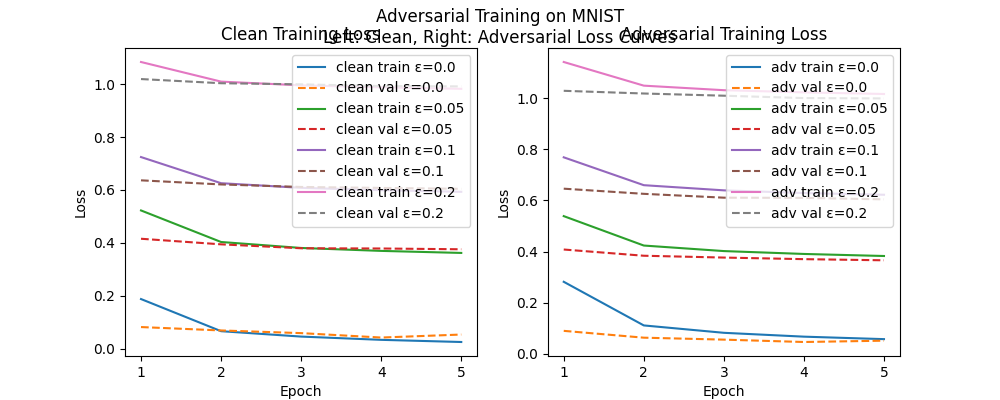 Adversarial Training on MNIST
Left: Clean, Right: Adversarial Loss Curves
Clean Training Loss
1.0
0.8
0.6
0.4
0.2
0.0
Loss
clean train ε=0.0
clean val ε=0.0
clean train ε=0.05
clean val ε=0.05
clean train ε=0.1
clean val ε=0.1
clean train ε=0.2
clean val ε=0.2
1 2 3 4 5
Epoch
Adversarial Training Loss
1.0
0.8
0.6
0.4
0.2
0.0
Loss
adv train ε=0.0
adv val ε=0.0
adv train ε=0.05
adv val ε=0.05
adv train ε=0.1
adv val ε=0.1
adv train ε=0.2
adv val ε=0.2
1 2 3 4 5
Epoch